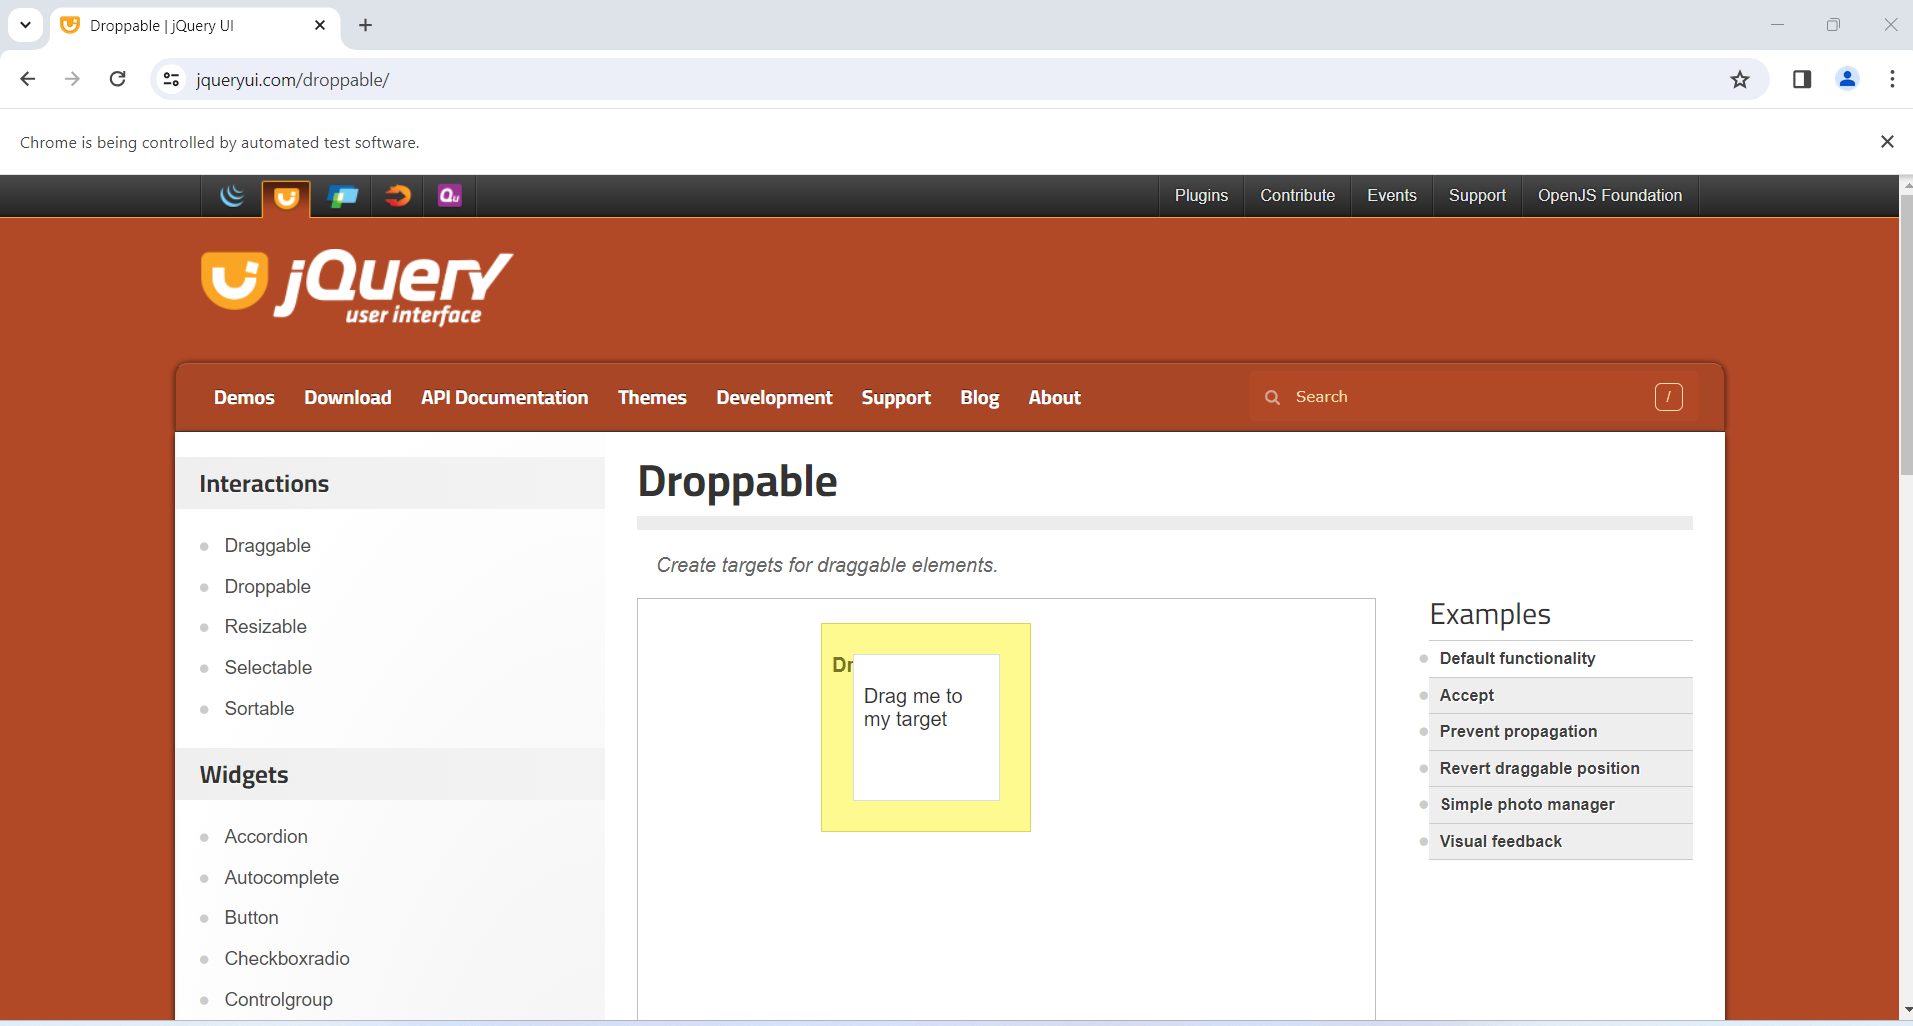 Droppable | jQuery UI
jqueryui.com/droppable/
Chrome is being controlled by automated test software.
Qu
Plugins Contribute Events Support OpenJS Foundation
jQuery
user interface
Demos Download API Documentation Themes Development Support Blog About Search /
Interactions
Draggable
Droppable
Resizable
Selectable
Sortable
Widgets
Accordion
Autocomplete
Button
Checkboxradio
Controlgroup
Droppable
Create targets for draggable elements.
Dr
Drag me to
my target
Examples
Default functionality
Accept
Prevent propagation
Revert draggable position
Simple photo manager
Visual feedback